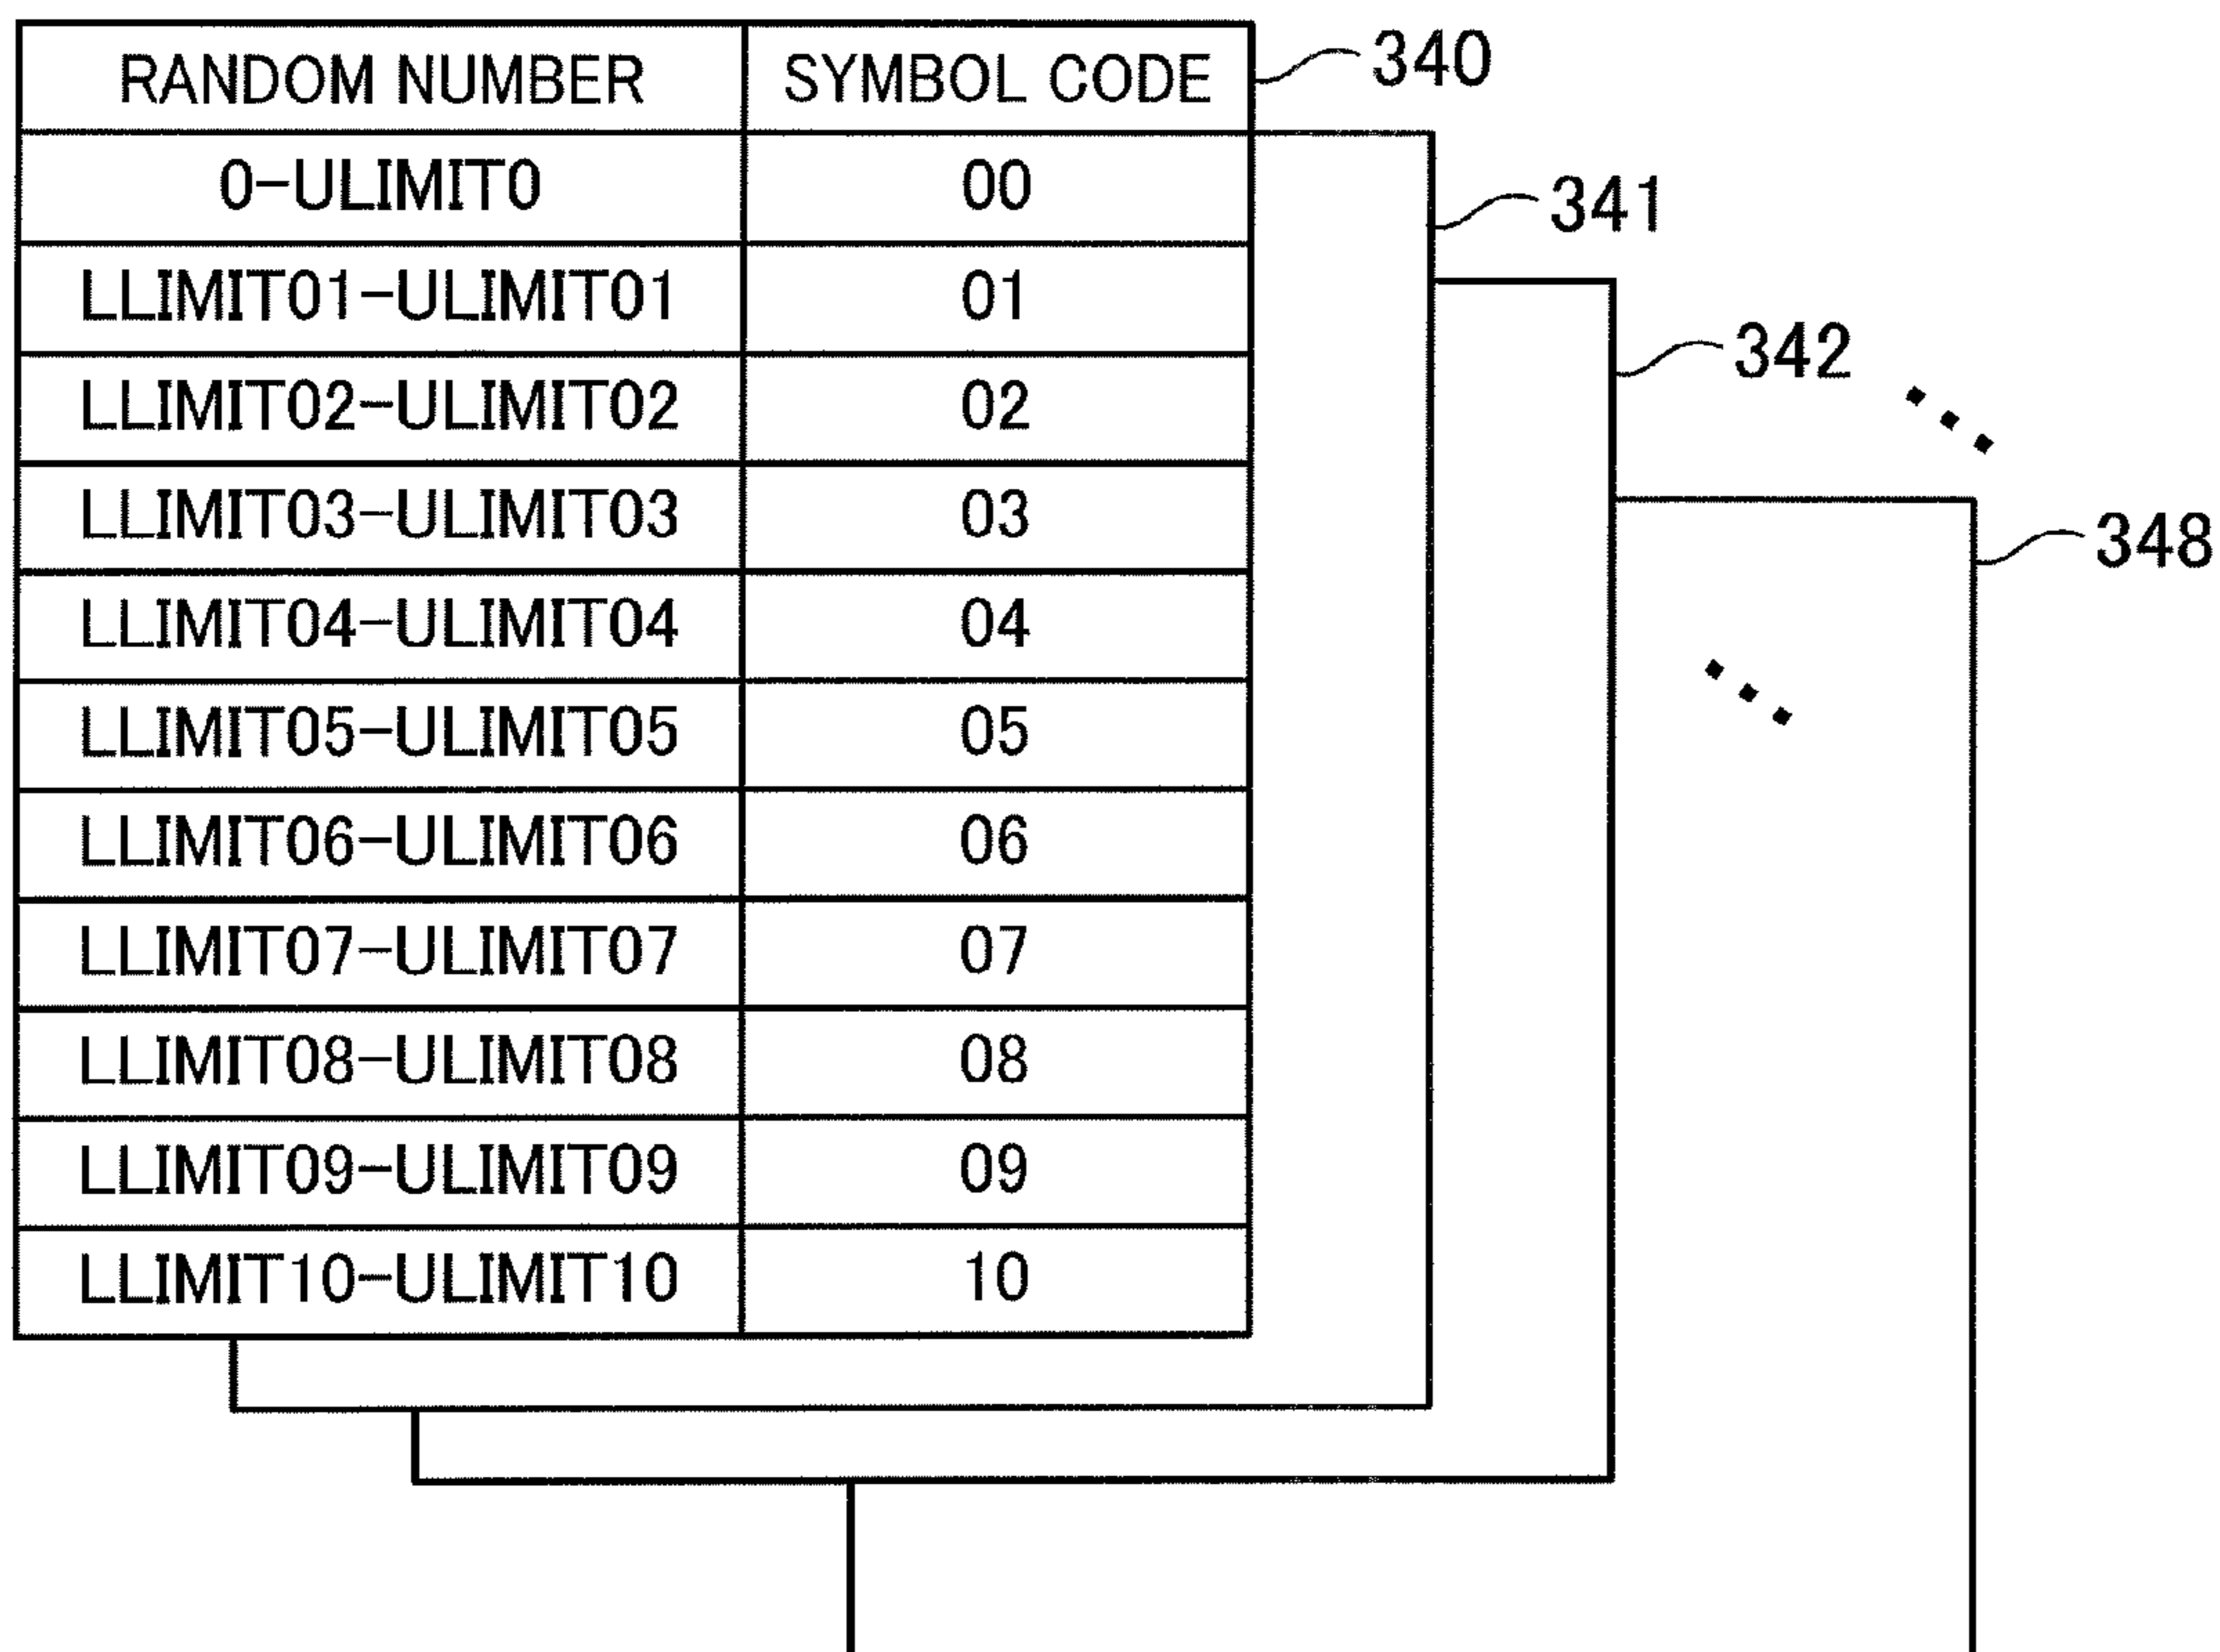 RANDOM NUMBER SYMBOL CODE 340
0-ULIMIT0 00
341
LLIMIT01-ULIMIT01 01
342
LLIMIT02-ULIMIT02 02
LLIMIT03-ULIMIT03 03
348
LLIMIT04-ULIMIT04 04
LLIMIT05-ULIMIT05 05
LLIMIT06-ULIMIT06 06
LLIMIT07-ULIMIT07 07
LLIMIT08-ULIMIT08 08
LLIMIT09-ULIMIT09 09
LLIMIT10-ULIMIT10 10